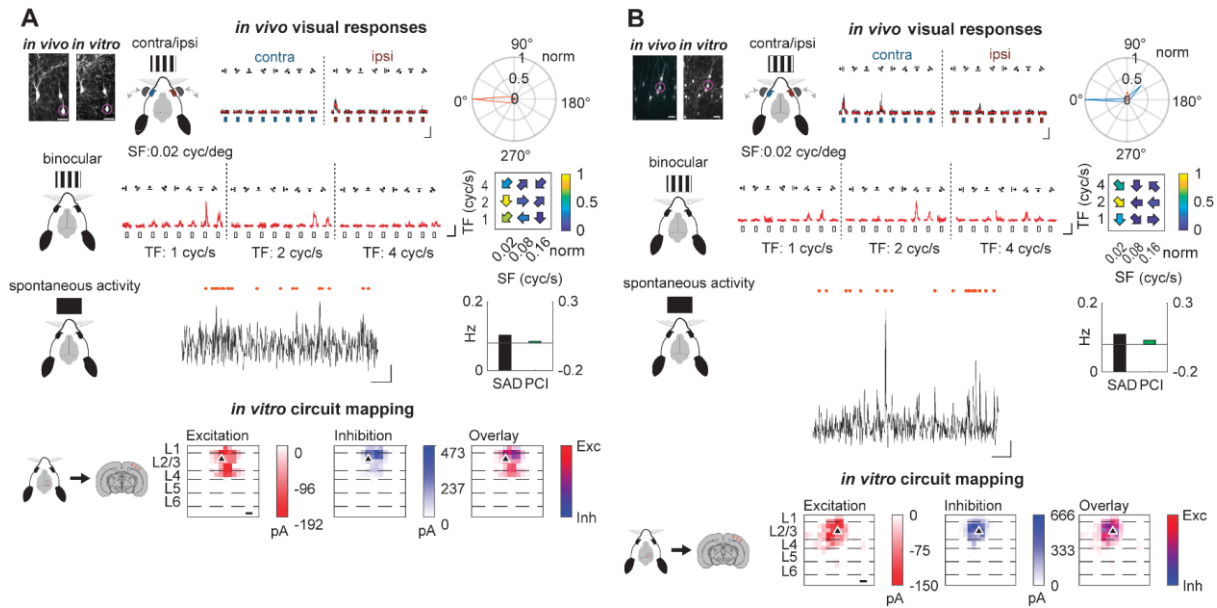 A
in vivo visual responses
in vivo in vitro
contra/ipsi
contra
ipsi
90°
1
norm
0.5
0°
0
180°
270°
SF:0.02 cyc/deg
binocular
TF: 1 cyc/s
TF: 2 cyc/s
TF: 4 cyc/s
TF (cyc/s)
4
2
1
0.02
0.08
0.16
SF (cyc/s)
1
0.5
0
norm
spontaneous activity
0.2
0.3
Hz
0
-0.2
SAD PCI
in vitro circuit mapping
Excitation
Inhibition
Overlay
L1
L2/3
L4
L5
L6
0
-96
-192
pA
473
237
0
pA
Exc
Inh
B
in vivo visual responses
in vivo in vitro
contra/ipsi
contra
ipsi
90°
1
norm
0.5
0°
0
180°
270°
SF:0.02 cyc/deg
binocular
TF: 1 cyc/s
TF: 2 cyc/s
TF: 4 cyc/s
TF (cyc/s)
4
2
1
0.02
0.08
0.16
SF (cyc/s)
1
0.5
0
norm
spontaneous activity
0.2
0.3
Hz
0
-0.2
SAD PCI
in vitro circuit mapping
Excitation
Inhibition
Overlay
L1
L2/3
L4
L5
L6
0
-75
-150
pA
666
333
0
pA
Exc
Inh